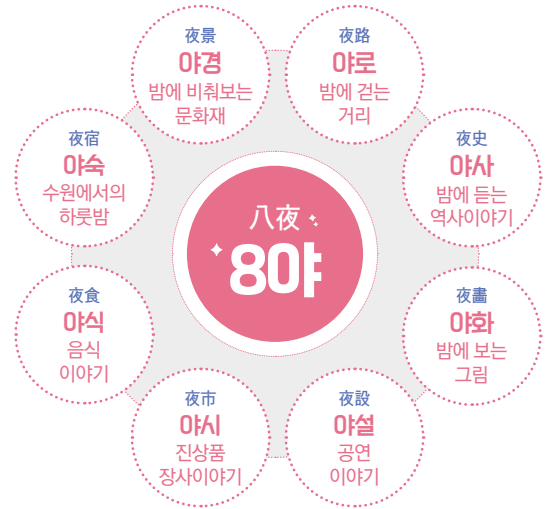 夜景
야경
밤에 비춰보는
문화재
夜路
야로
밤에 걷는
거리
夜史
야사
밤에 듣는
역사이야기
夜畵
야화
밤에 보는
그림
夜設
야설
공연
이야기
夜市
야시
진상품
장사이야기
夜食
야식
음식
이야기
夜宿
야숙
수원에서의
하룻밤
八夜
8야